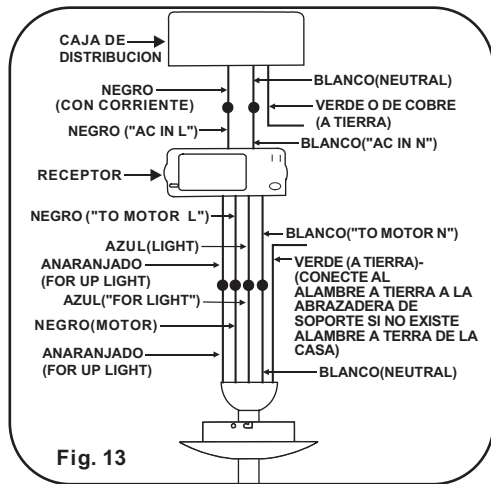 CAJA DE
DISTRIBUCION
NEGRO
(CON CORRIENTE)
BLANCO(NEUTRAL)
VERDE O DE COBRE
(A TIERRA)
NEGRO ("AC IN L")
BLANCO("AC IN N")
RECEPTOR
NEGRO ("TO MOTOR L")
BLANCO("TO MOTOR N")
AZUL(LIGHT)
ANARANJADO
(FOR UP LIGHT)
VERDE (A TIERRA)-
(CONECTE AL
ALAMBRE A TIERRA A LA
ABRAZADERA DE
SOPORTE SI NO EXISTE
ALAMBRE A TERRA DE LA
CASA)
AZUL("FOR LIGHT")
NEGRO(MOTOR)
ANARANJADO
(FOR UP LIGHT)
BLANCO(NEUTRAL)
Fig. 13